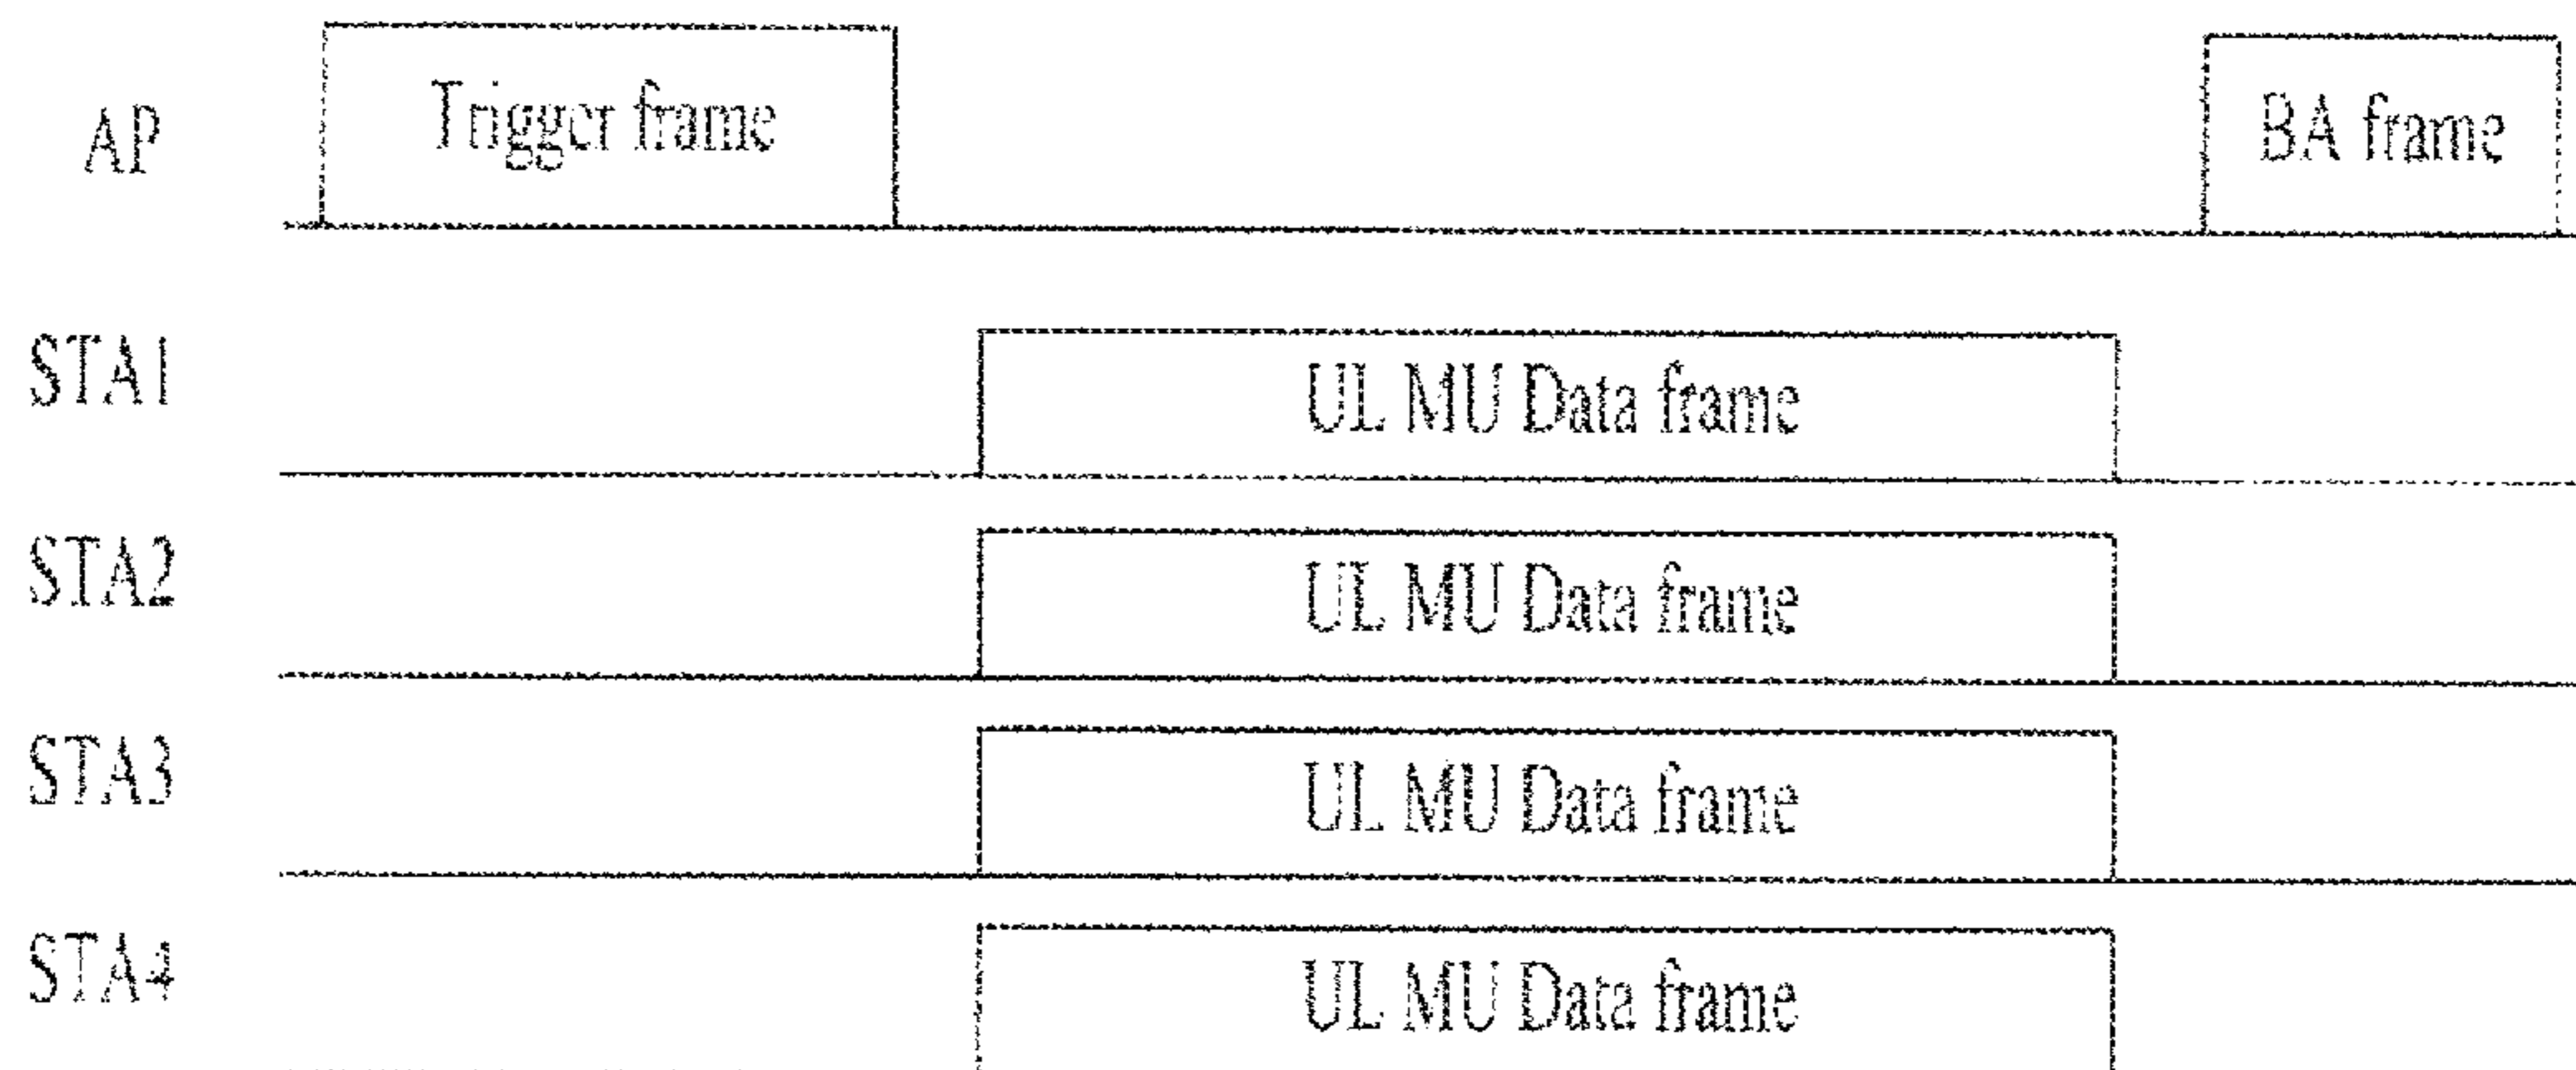 AP
Trigger frame
BA frame
STA1
UL MU Data frame
STA2
UL MU Data frame
STA3
UL MU Data frame
STA4
UL MU Data frame